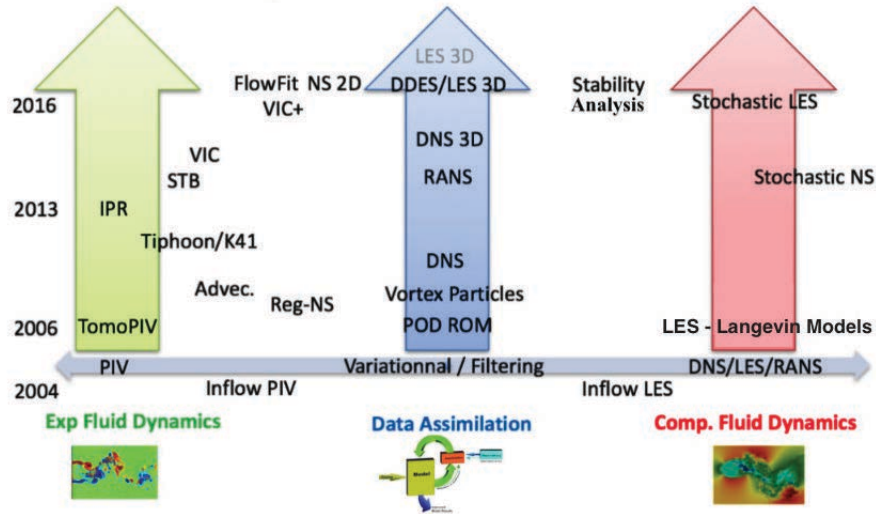 LES 3D
FlowFit NS 2D
DDES/LES 3D
Stability
2016
VIC+
Analysis
Stochastic LES
DNS 3D
VIC
STB
RANS
Stochastic NS
2013
IPR
Tiphoon/K41
DNS
Advec.
Reg-NS
Vortex Particles
2006
TomoPIV
POD ROM
LES - Langevin Models
PIV
Variationnal / Filtering
DNS/LES/RANS
2004
Inflow PIV
Inflow LES
Exp Fluid Dynamics
Data Assimilation
Comp. Fluid Dynamics
Model